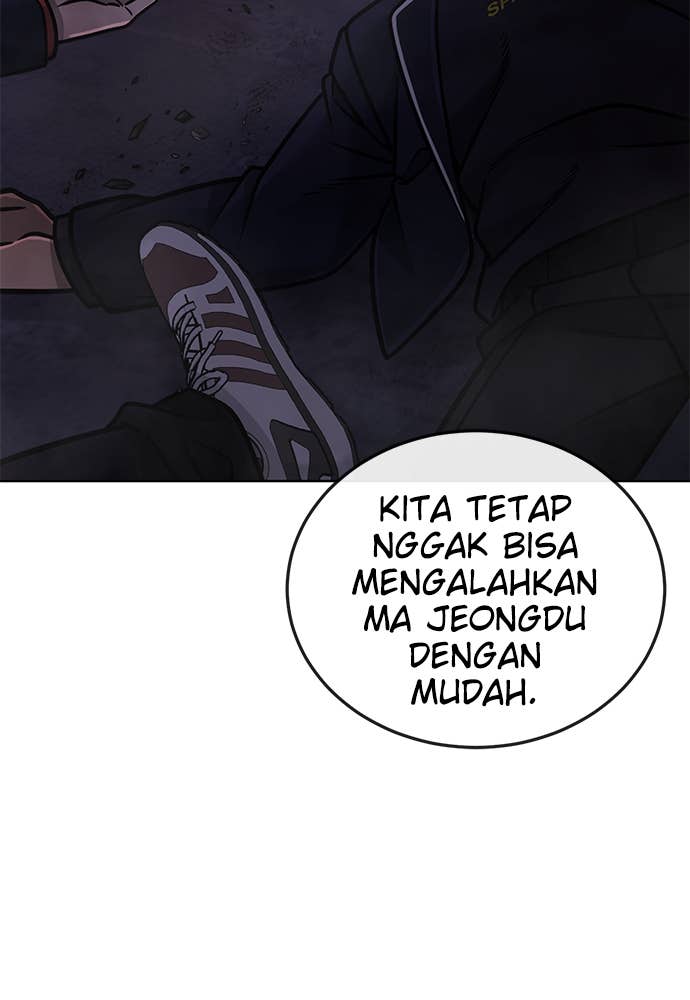 KITA TETAP
NGGAK BISA
MENGALAHKAN
MA JEONGDU
DENGAN
MUDAH.